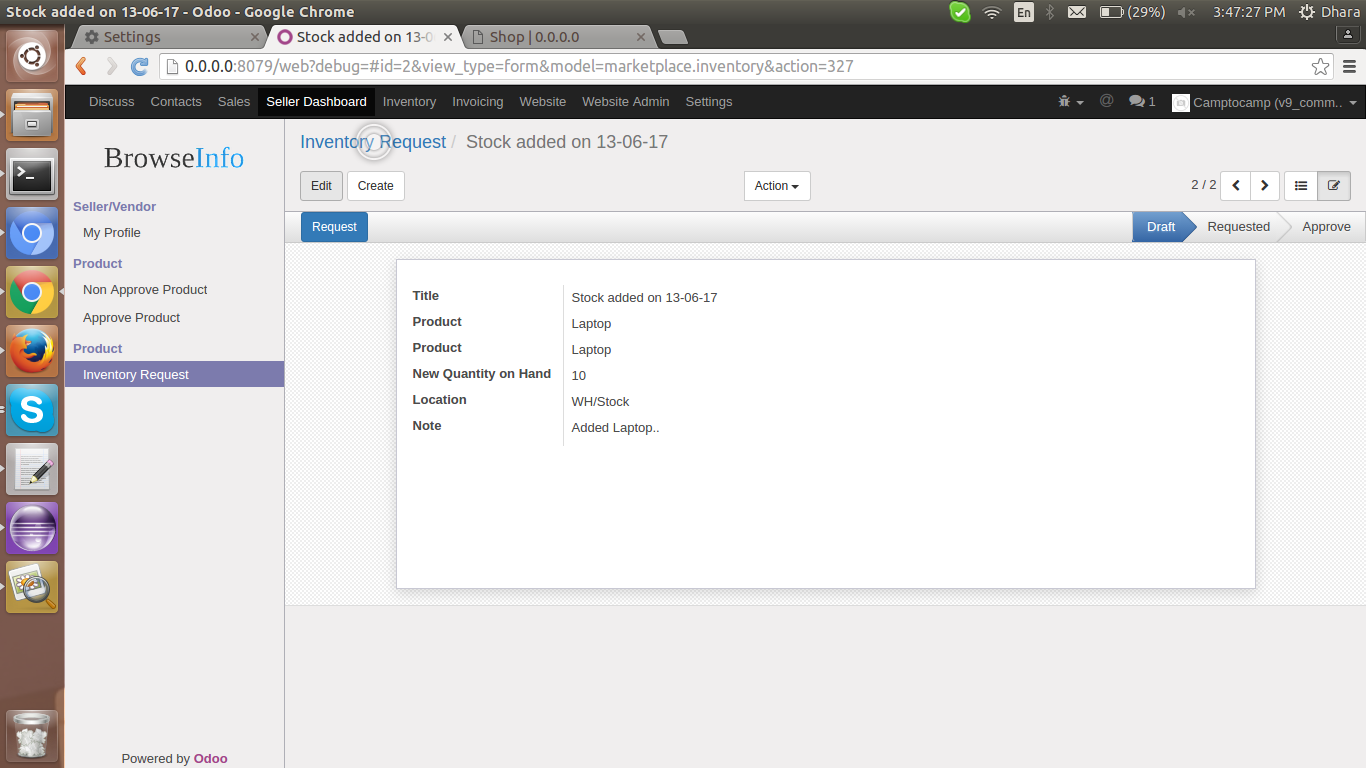 Stock added on 13-06-17 - Odoo - Google Chrome
En
(29%)
3:47:27 PM
Dhara
Settings
Stock added on 13-0
Shop | 0.0.0.0
0.0.0.0:8079/web?debug=#id=2&view_type=form&model=marketplace.inventory&action=327
Discuss Contacts Sales Seller Dashboard Inventory Invoicing Website Website Admin Settings
@ 1 Camptocamp (v9_comm..
BrowseInfo
Seller/Vendor
My Profile
Product
Non Approve Product
Approve Product
Product
Inventory Request
Powered by Odoo
Inventory Request / Stock added on 13-06-17
Edit Create Action 2 / 2
Request Draft Requested Approve
Title Stock added on 13-06-17
Product Laptop
Product Laptop
New Quantity on Hand 10
Location WH/Stock
Note Added Laptop..